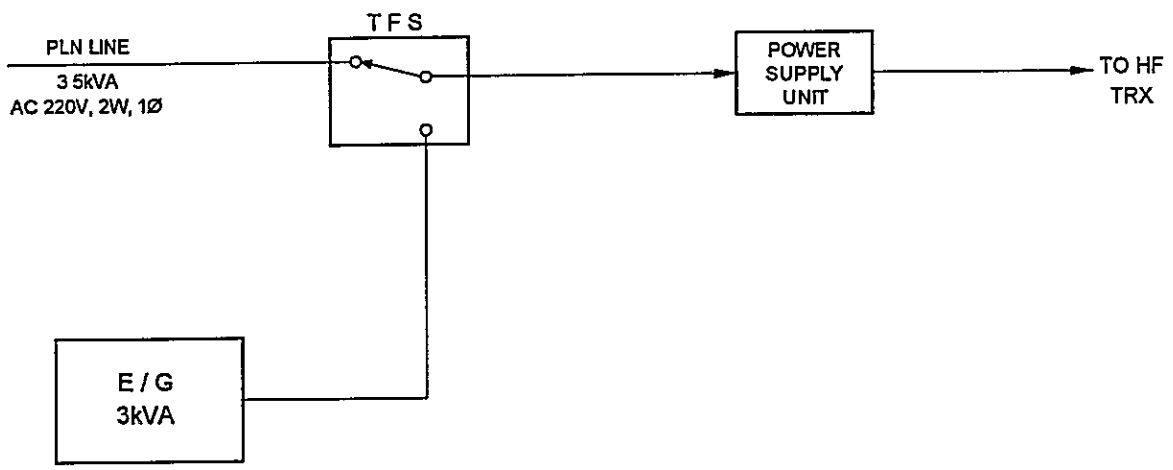 T F S
PLN LINE
3 5kVA
AC 220V, 2W, 1Ø
POWER
SUPPLY
UNIT
TO HF
TRX
E / G
3kVA